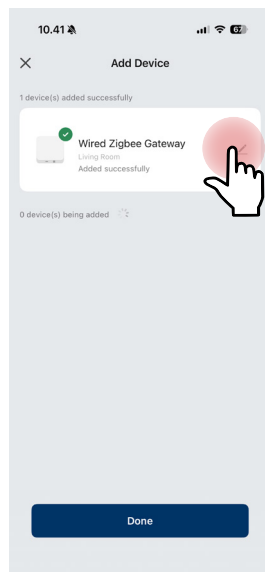 10.41
67
Add Device
1 device(s) added successfully
Wired Zigbee Gateway
Living Room
Added successfully
0 device(s) being added
Done